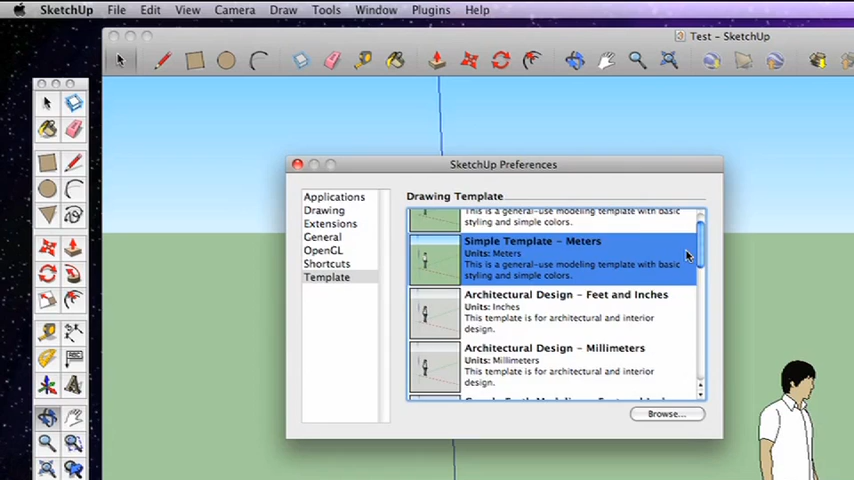 SketchUp File Edit View Camera Draw Tools Window Plugins Help
Test - SketchUp
SketchUp Preferences
Applications
Drawing
Extensions
General
OpenGL
Shortcuts
Template
Drawing Template
This is a general-use modeling template with basic
styling and simple colors.
Simple Template - Meters
Units: Meters
This is a general-use modeling template with basic
styling and simple colors.
Architectural Design - Feet and Inches
Units: Inches
This template is for architectural and interior
design.
Architectural Design - Millimeters
Units: Millimeters
This template is for architectural and interior
design.
Browse...